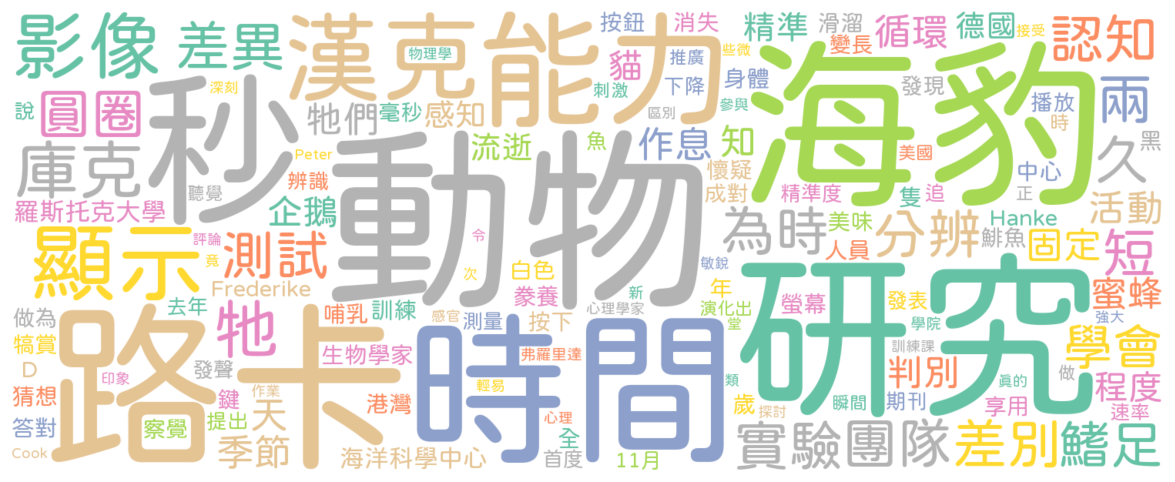 影像
差異
漢克
能力
按鈕
消失
精準
滑溜
循環
德國
接受
認知
物理學
推廣
些微
貓
變長
海豹
說
圓圈
深刻
秒
牠們
毫秒
感知
刺激
下降
身體
發現
播放
兩
時
參與
區別
庫克
Peter
流逝
魚
作息
知
美國
中心
久
黑
聽覺
辨識
動物
懷疑
成對
精準度
隻
追
正
羅斯托克大學
企鵝
為時
美味
分辨
Hanke
活動
顯示
評論
竟
測試
令
人員
鯡魚
固定
短
Frederike
次
白色
敏銳
年
研究
蜜蜂
去年
哺乳
訓練
豢養
新
心理學家
演化出
螢幕
發表
強大
做為
路卡
牠
感官
測量
按下
時間
堂
學院
學會
犒賞
發聲
生物學家
弗羅里達
訓練課
D
印象
類
判別
做
程度
猜想
鍵
作業
港灣
輕易
歲
瞬間
期刊
享用
眞的
速率
答對
察覺
提出
天
心理
探討
Cook
季節
海洋科學中心
全
首度
11月
實驗
團隊
差別
鰭足